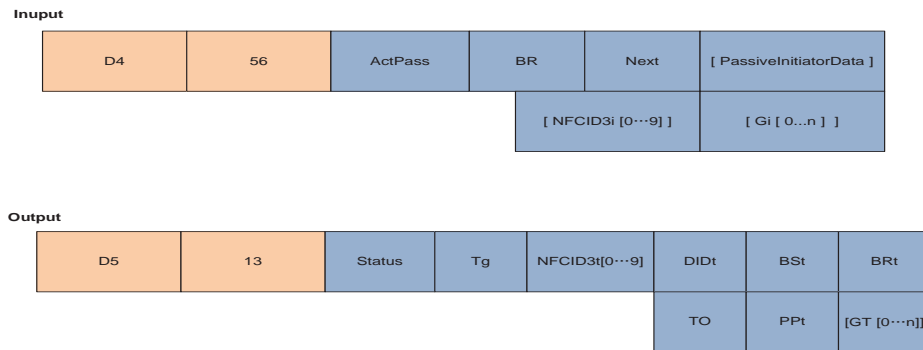 Inuput
D4 56 ActPass BR Next [ PassiveInitiatorData ]
[ NFCID3i [0···9] ] [ Gi [ 0...n ] ]
Output
D5 13 Status Tg NFCID3t[0···9] DIDt BSt BRt
TO PPt [GT [0···n]]